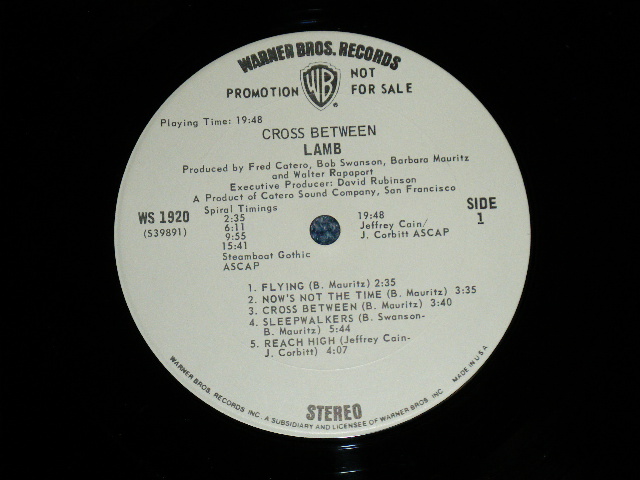 WARNER BROS. RECORDS
PROMOTION NOT FOR SALE
WB
®
Playing Time: 19:48
CROSS BETWEEN
LAMB
Produced by Fred Catero, Bob Swanson, Barbara Mauritz
and Walter Rapaport
Executive Producer: David Rubinson
A Product of Catero Sound Company, San Francisco
WS 1920
(S39891)
SIDE
1
Spiral Timings
2:35
6:11
9:55
15:41
Steamboat Gothic
ASCAP
19:48
Jeffrey Cain/
J. Corbitt ASCAP
1. FLYING (B. Mauritz) 2:35
2. NOW'S NOT THE TIME (B. Mauritz) 3:35
3. CROSS BETWEEN (B. Mauritz) 3:40
4. SLEEPWALKERS (B. Swanson-
B. Mauritz) 5:44
5. REACH HIGH (Jeffrey Cain-
J. Corbitt) 4:07
STEREO
WARNER BROS. RECORDS INC. A SUBSIDIARY AND LICENSEE OF WARNER BROS. INC. MADE IN U.S.A.